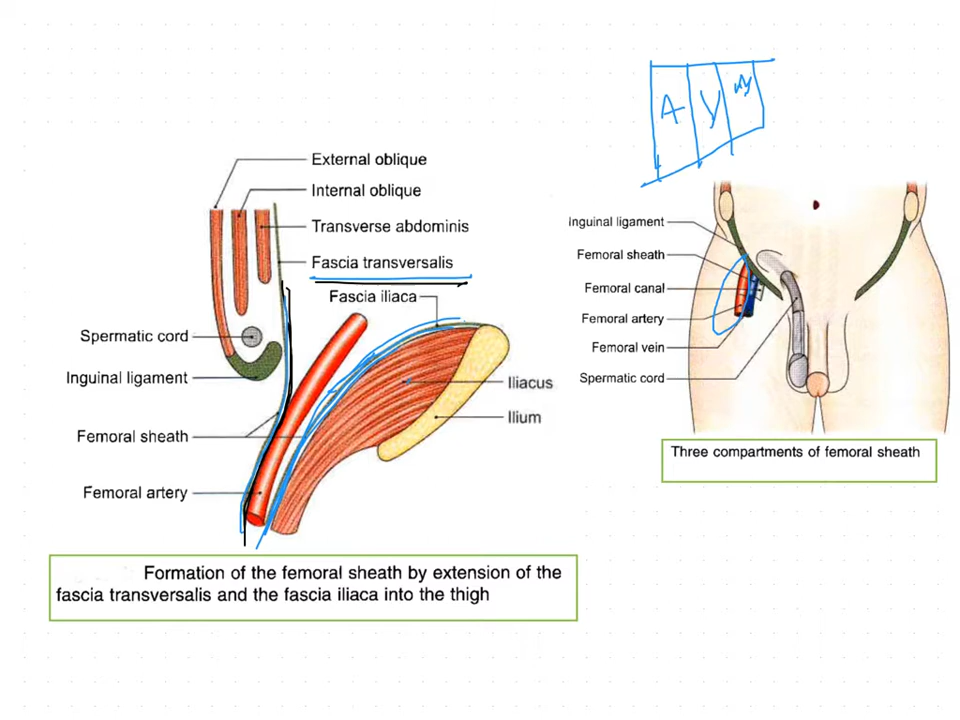 A
V
External oblique
Internal oblique
Transverse abdominis
Fascia transversalis
Fascia iliaca
Spermatic cord
Inguinal ligament
Iliacus
Ilium
Femoral sheath
Femoral artery
Formation of the femoral sheath by extension of the
fascia transversalis and the fascia iliaca into the thigh
Inguinal ligament
Femoral sheath
Femoral canal
Femoral artery
Femoral vein
Spermatic cord
Three compartments of femoral sheath